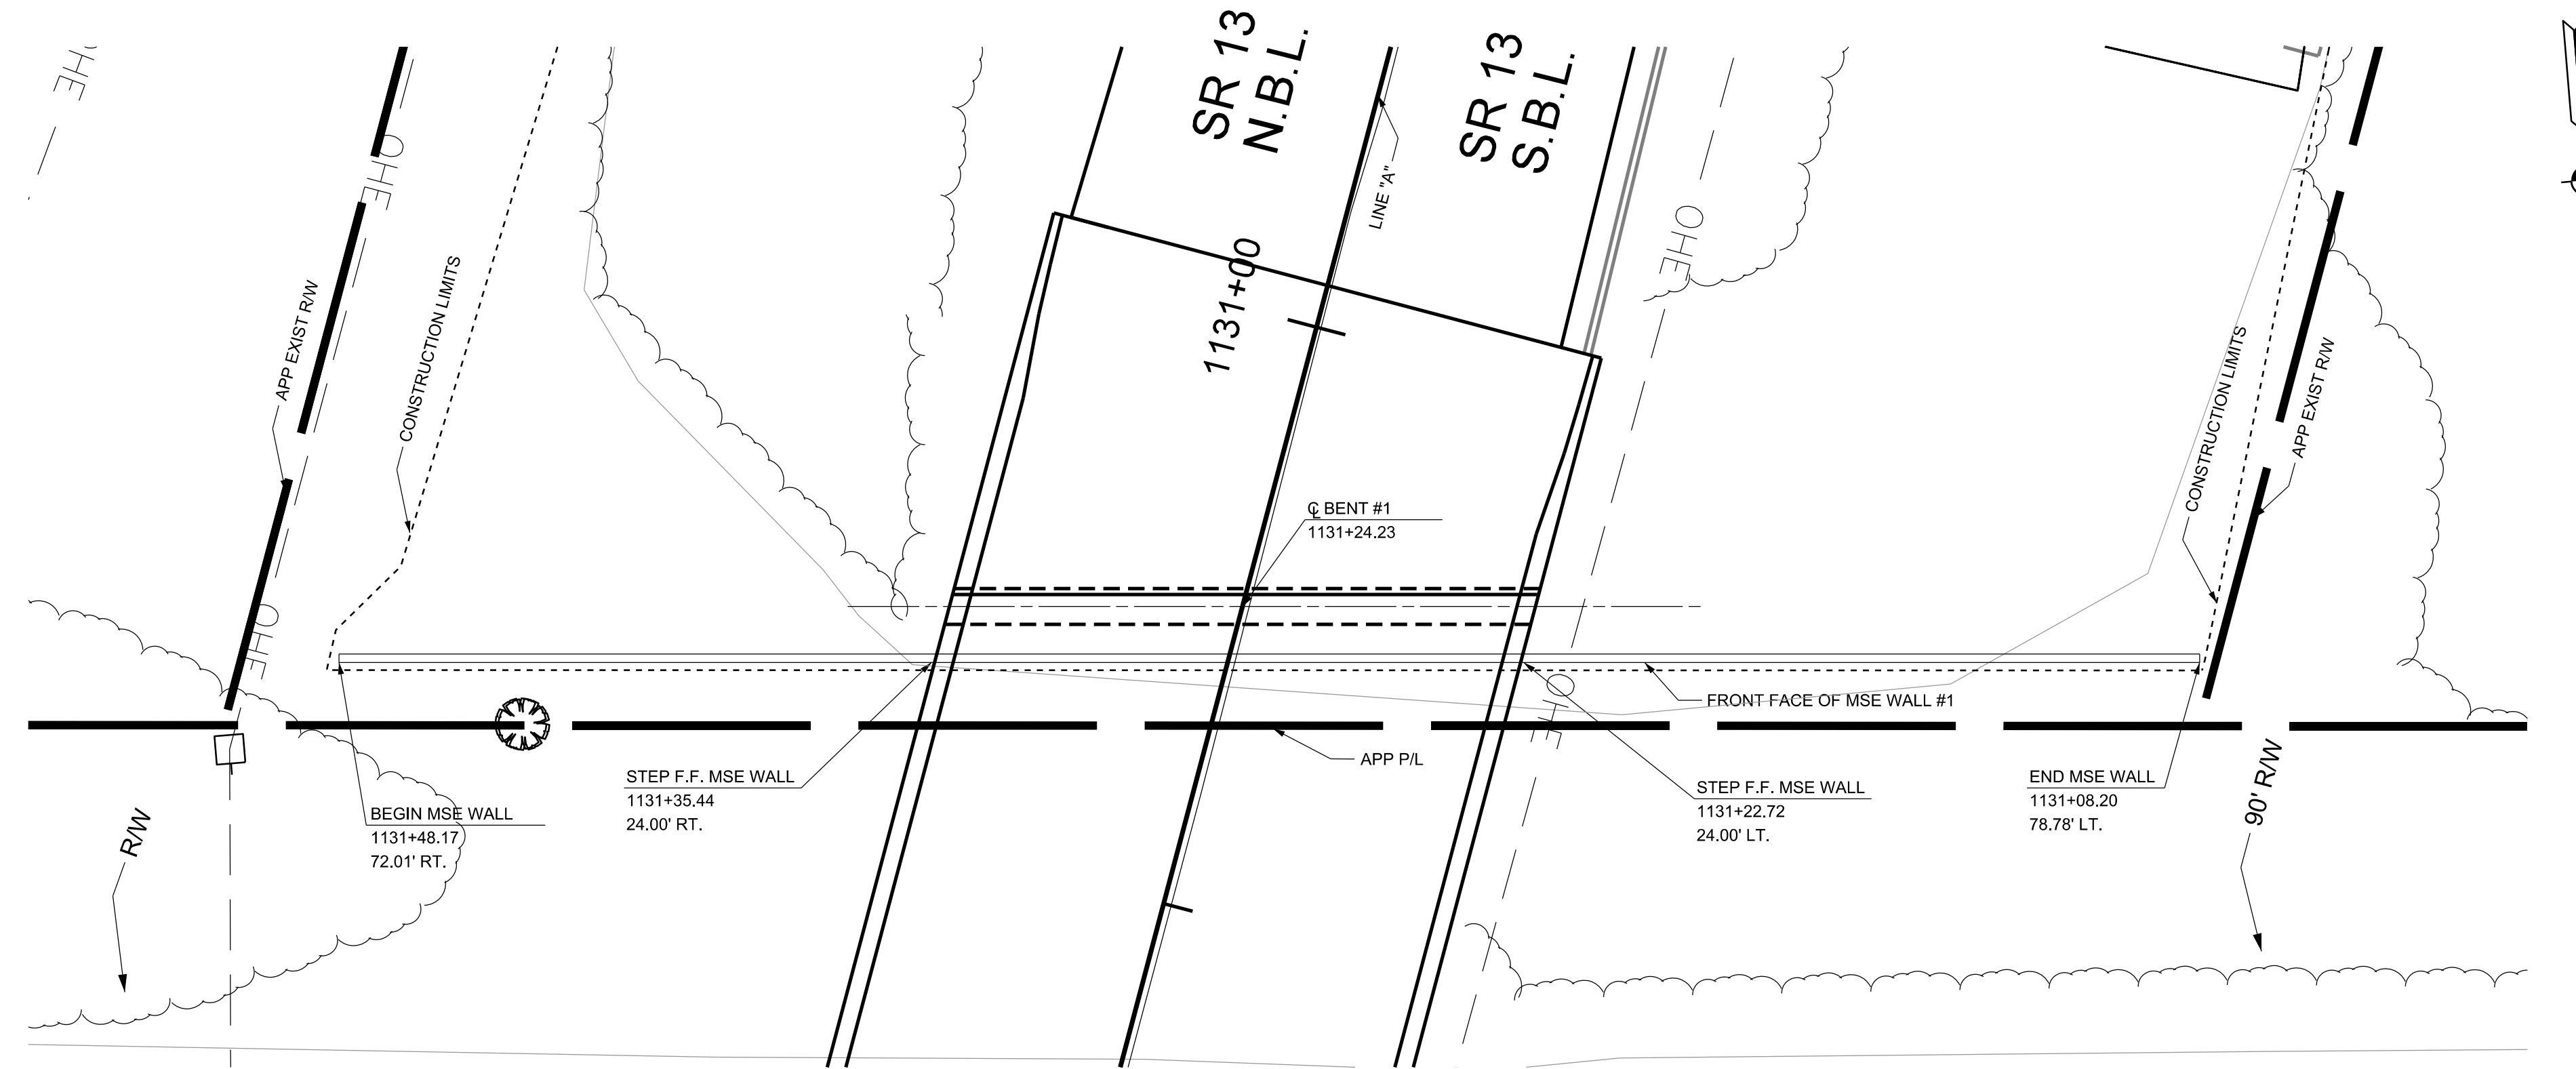 OHE
SR 13
N.B.L.
SR 13
S.B.L.
OHE
LINE "A"
OHE
1131+00
APP EXIST R/W
CONSTRUCTION LIMITS
CONSTRUCTION LIMITS
APP EXIST R/W
℄ BENT #1
1131+24.23
OHE
OHE
FRONT FACE OF MSE WALL #1
APP P/L
STEP F.F. MSE WALL
1131+35.44
24.00' RT.
STEP F.F. MSE WALL
1131+22.72
24.00' LT.
END MSE WALL
1131+08.20
78.78' LT.
BEGIN MSE WALL
1131+48.17
72.01' RT.
R/W
90' R/W